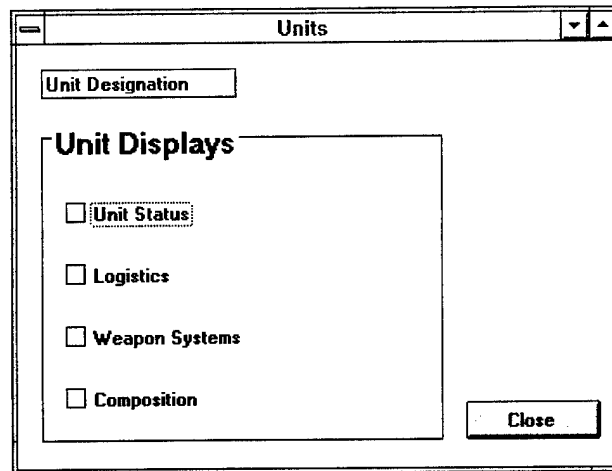 Units
Unit Designation
Unit Displays
Unit Status
Logistics
Weapon Systems
Composition
Close